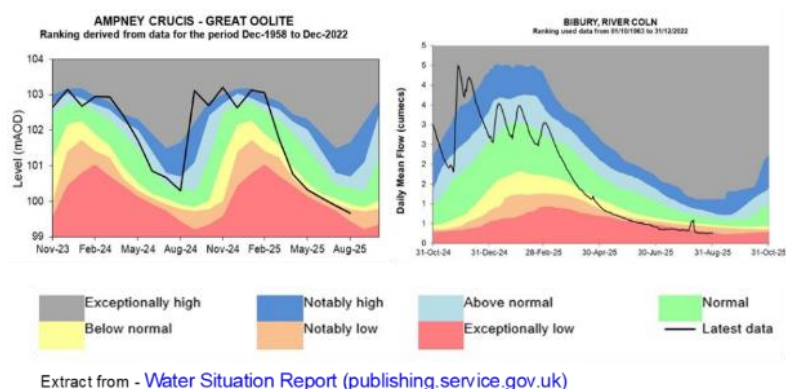 AMPNEY CRUCIS - GREAT OOLITE
Ranking derived from data for the period Dec-1958 to Dec-2022
Level (mAOD)
104
103
102
101
100
99
Nov-23 Feb-24 May-24 Aug-24 Nov-24 Feb-25 May-25 Aug-25
BIBURY, RIVER COLN
Ranking used data from 01/10/1963 to 31/12/2022
Daily Mean Flow (cumecs)
5
4
4
3
3
2
2
1
1
0
31-Oct-24 31-Dec-24 28-Feb-25 30-Apr-25 30-Jun-25 31-Aug-25 31-Oct-25
Exceptionally high Notably high Above normal Normal
Below normal Notably low Exceptionally low Latest data
Extract from - Water Situation Report (publishing.service.gov.uk)